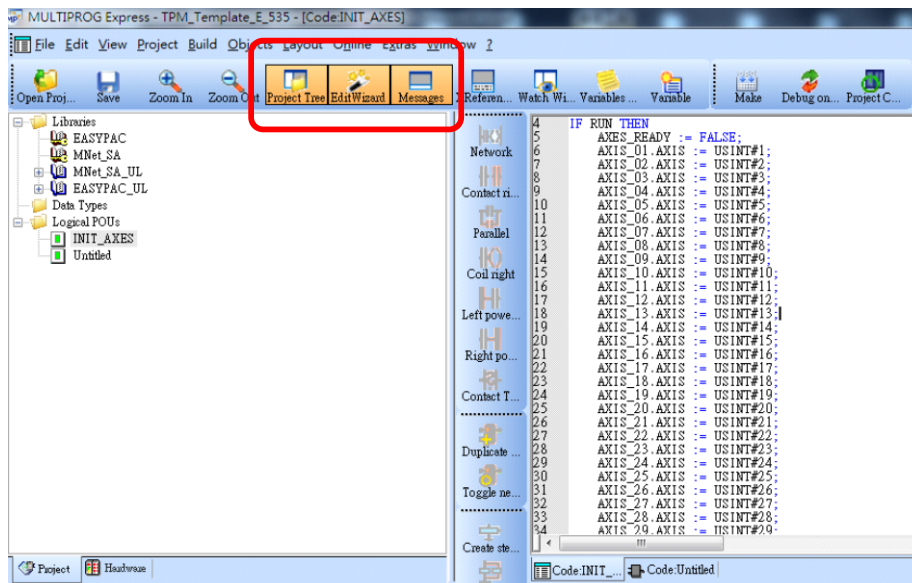 MULTIPROG Express - TPM_Template_E_535 - [Code:INIT_AXES]
File Edit View Project Build Objects Layout Online Extras Window ?
Open Proj... Save Zoom In Zoom Out Project Tree EditWizard Messages XReferen... Watch Wi... Variables ... Variable Make Debug on... Project C...
Libraries
EASYPAC
MNet_SA
MNet_SA_UL
EASYPAC_UL
Data Types
Logical POUs
INIT_AXES
Untitled
Project Hardware
Network
Contact ri...
Parallel
Coil right
Left powe...
Right po...
Contact T...
Duplicate ...
Toggle ne...
Create ste...
4 IF RUN THEN
5 AXES_READY := FALSE;
6 AXIS_01.AXIS := USINT#1;
7 AXIS_02.AXIS := USINT#2;
8 AXIS_03.AXIS := USINT#3;
9 AXIS_04.AXIS := USINT#4;
10 AXIS_05.AXIS := USINT#5;
11 AXIS_06.AXIS := USINT#6;
12 AXIS_07.AXIS := USINT#7;
13 AXIS_08.AXIS := USINT#8;
14 AXIS_09.AXIS := USINT#9;
15 AXIS_10.AXIS := USINT#10;
16 AXIS_11.AXIS := USINT#11;
17 AXIS_12.AXIS := USINT#12;
18 AXIS_13.AXIS := USINT#13;
19 AXIS_14.AXIS := USINT#14;
20 AXIS_15.AXIS := USINT#15;
21 AXIS_16.AXIS := USINT#16;
22 AXIS_17.AXIS := USINT#17;
23 AXIS_18.AXIS := USINT#18;
24 AXIS_19.AXIS := USINT#19;
25 AXIS_20.AXIS := USINT#20;
26 AXIS_21.AXIS := USINT#21;
27 AXIS_22.AXIS := USINT#22;
28 AXIS_23.AXIS := USINT#23;
29 AXIS_24.AXIS := USINT#24;
30 AXIS_25.AXIS := USINT#25;
31 AXIS_26.AXIS := USINT#26;
32 AXIS_27.AXIS := USINT#27;
33 AXIS_28.AXIS := USINT#28;
34 AXIS_29.AXIS := USINT#29;
Code:INIT_... Code:Untitled